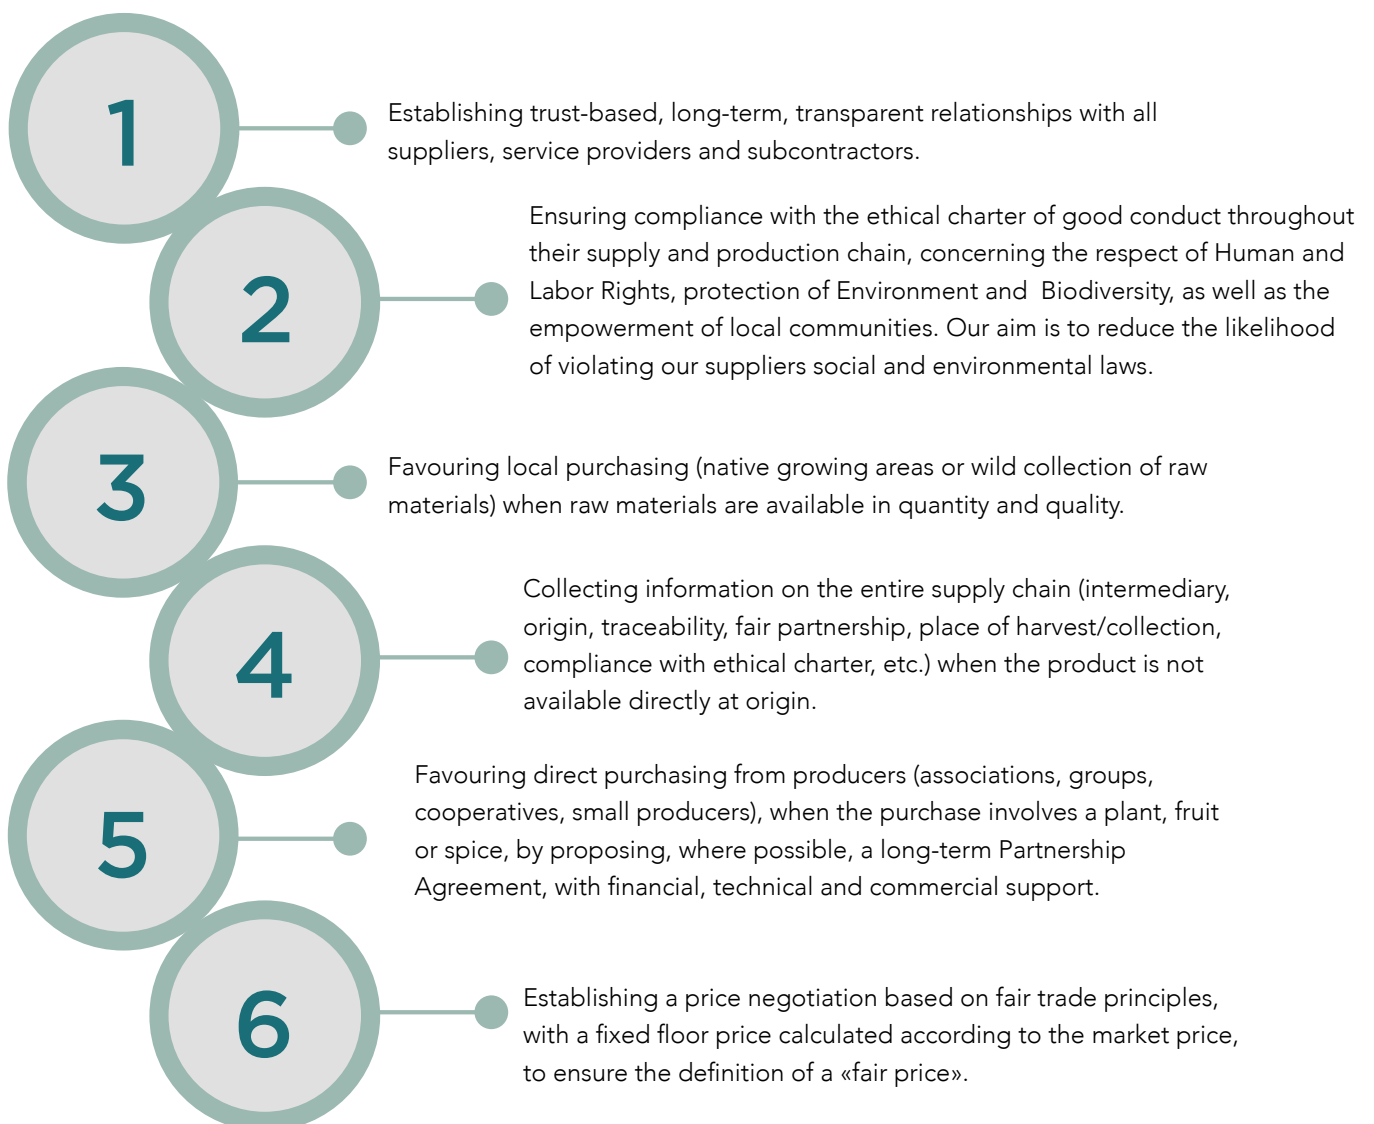 1
Establishing trust-based, long-term, transparent relationships with all
suppliers, service providers and subcontractors.
2
Ensuring compliance with the ethical charter of good conduct throughout
their supply and production chain, concerning the respect of Human and
Labor Rights, protection of Environment and  Biodiversity, as well as the
empowerment of local communities. Our aim is to reduce the likelihood
of violating our suppliers social and environmental laws.
3
Favouring local purchasing (native growing areas or wild collection of raw
materials) when raw materials are available in quantity and quality.
4
Collecting information on the entire supply chain (intermediary,
origin, traceability, fair partnership, place of harvest/collection,
compliance with ethical charter, etc.) when the product is not
available directly at origin.
5
Favouring direct purchasing from producers (associations, groups,
cooperatives, small producers), when the purchase involves a plant, fruit
or spice, by proposing, where possible, a long-term Partnership
Agreement, with financial, technical and commercial support.
6
Establishing a price negotiation based on fair trade principles,
with a fixed floor price calculated according to the market price,
to ensure the definition of a «fair price».